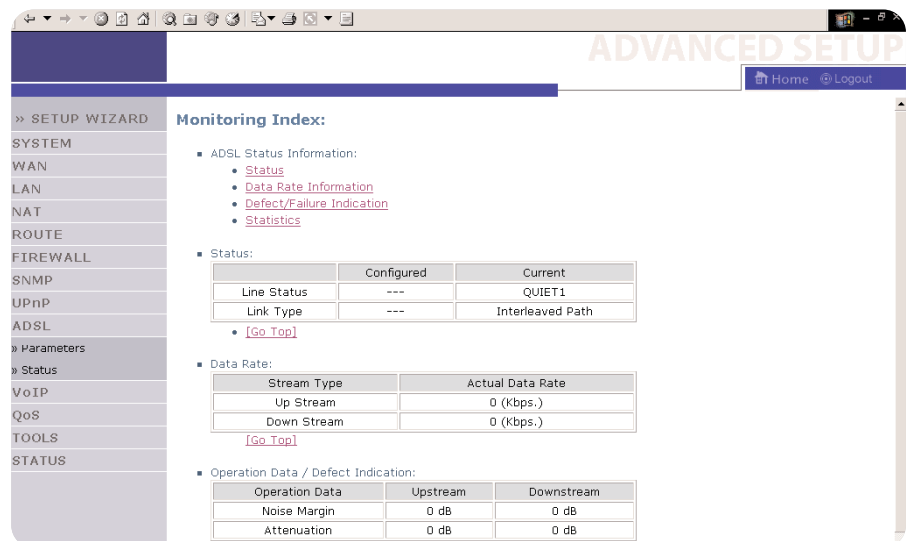 ADVANCED SETUP
Home Logout
» SETUP WIZARD
SYSTEM
WAN
LAN
NAT
ROUTE
FIREWALL
SNMP
UPnP
ADSL
» Parameters
» Status
VoIP
QoS
TOOLS
STATUS
Monitoring Index:
ADSL Status Information:
Status
Data Rate Information
Defect/Failure Indication
Statistics
Status:
Configured Current
Line Status --- QUIET1
Link Type --- Interleaved Path
[Go Top]
Data Rate:
Stream Type Actual Data Rate
Up Stream 0 (Kbps.)
Down Stream 0 (Kbps.)
[Go Top]
Operation Data / Defect Indication:
Operation Data Upstream Downstream
Noise Margin 0 dB 0 dB
Attenuation 0 dB 0 dB